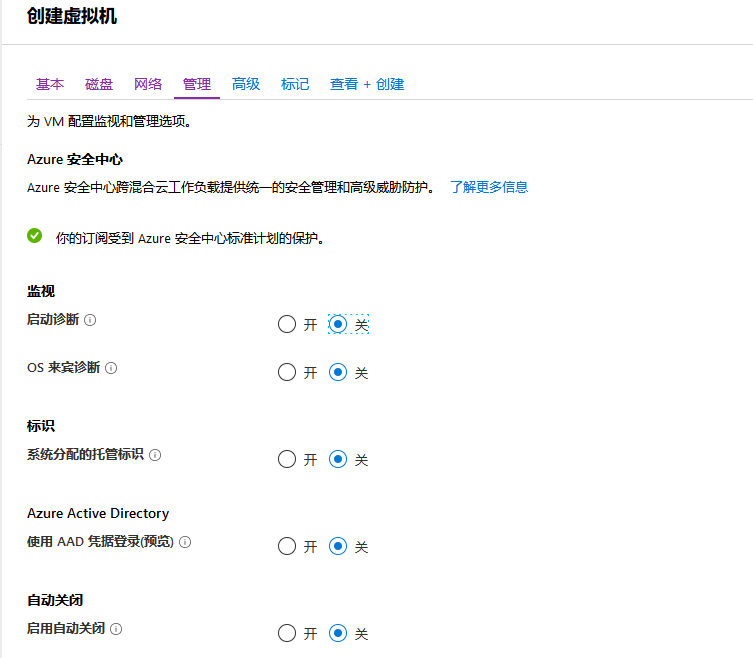 创建虚拟机
基本 磁盘 网络 管理 高级 标记 查看 + 创建
为 VM 配置监视和管理选项。
Azure 安全中心
Azure 安全中心跨混合云工作负载提供统一的安全管理和高级威胁防护。 了解更多信息
你的订阅受到 Azure 安全中心标准计划的保护。
监视
启动诊断 开 关
OS 来宾诊断 开 关
标识
系统分配的托管标识 开 关
Azure Active Directory
使用 AAD 凭据登录(预览) 开 关
自动关闭
启用自动关闭 开 关